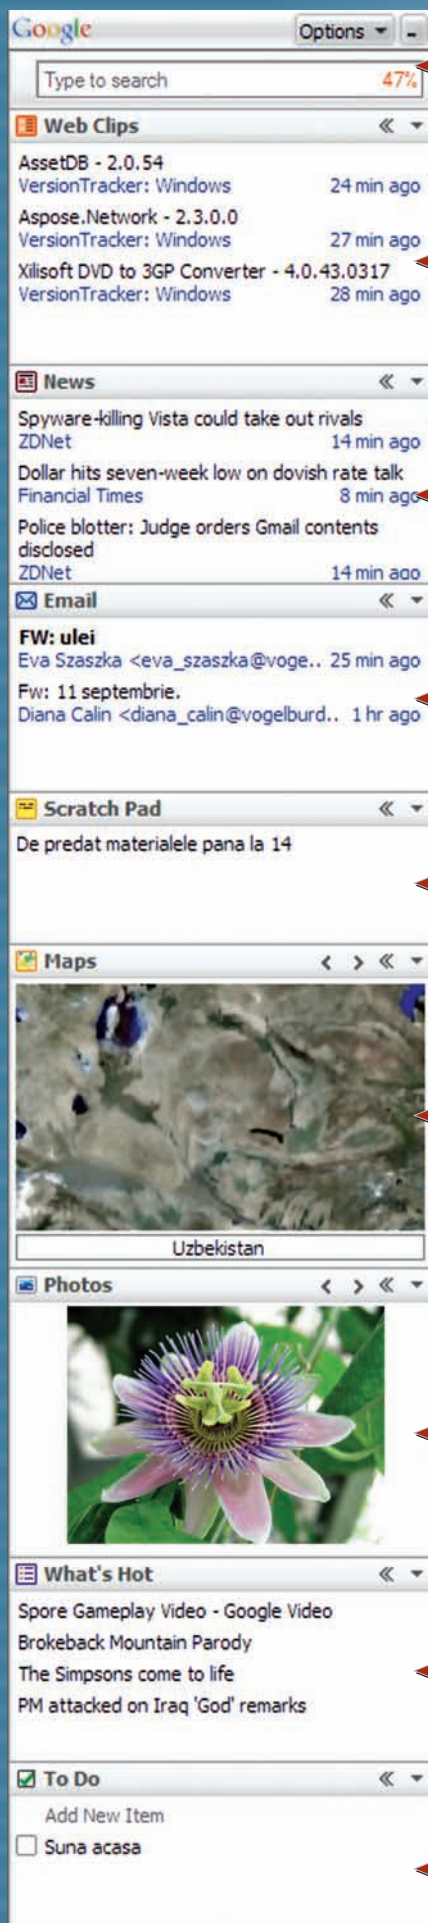 Google Options
Type to search 47%
Web Clips
AssetDB - 2.0.54
VersionTracker: Windows 24 min ago
Aspose.Network - 2.3.0.0
VersionTracker: Windows 27 min ago
Xilisoft DVD to 3GP Converter - 4.0.43.0317
VersionTracker: Windows 28 min ago
News
Spyware-killing Vista could take out rivals
ZDNet 14 min ago
Dollar hits seven-week low on dovish rate talk
Financial Times 8 min ago
Police blotter: Judge orders Gmail contents
disclosed
ZDNet 14 min ago
Email
FW: ulei
Eva Szaszka <eva_szaszka@voge.. 25 min ago
Fw: 11 septembrie.
Diana Calin <diana_calin@vogelburd.. 1 hr ago
Scratch Pad
De predat materialele pana la 14
Maps
Uzbekistan
Photos
What's Hot
Spore Gameplay Video - Google Video
Brokeback Mountain Parody
The Simpsons come to life
PM attacked on Iraq 'God' remarks
To Do
Add New Item
Suna acasa